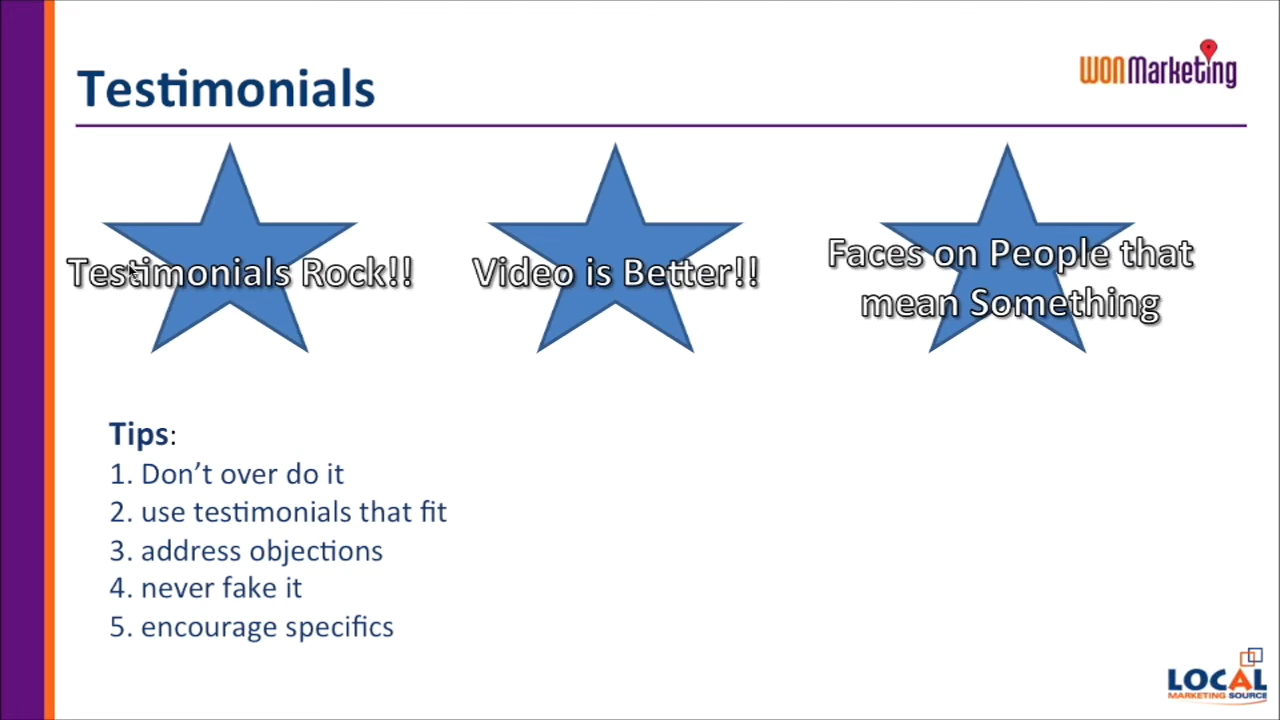 Testimonials
WONMarketing
Testimonials Rock!!
Video is Better!!
Faces on People that
mean Something
Tips:
1. Don’t over do it
2. use testimonials that fit
3. address objections
4. never fake it
5. encourage specifics
LOCAL
MARKETING SOURCE